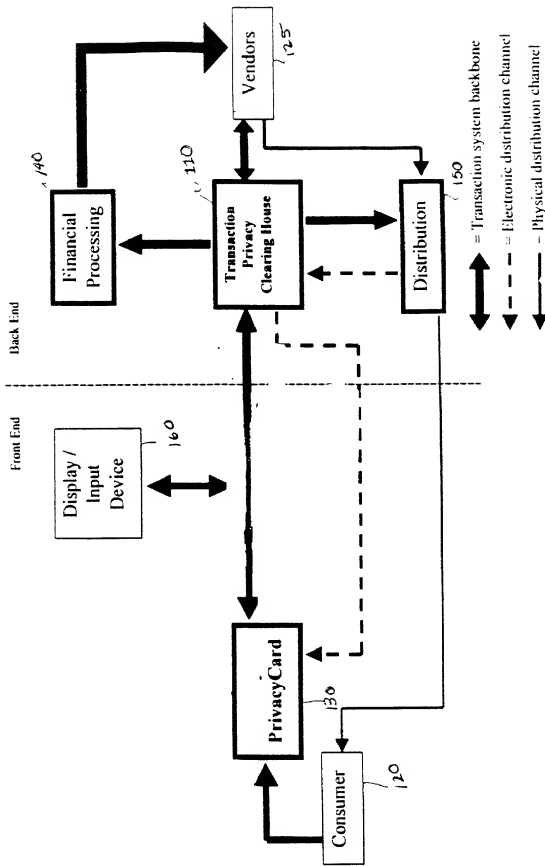 Front End
Back End
Display /
Input
Device
160
Financial
Processing
140
PrivacyCard
130
Transaction
Privacy
Clearing House
110
Vendors
125
Consumer
120
Distribution
150
= Transaction system backbone
= Electronic distribution channel
= Physical distribution channel